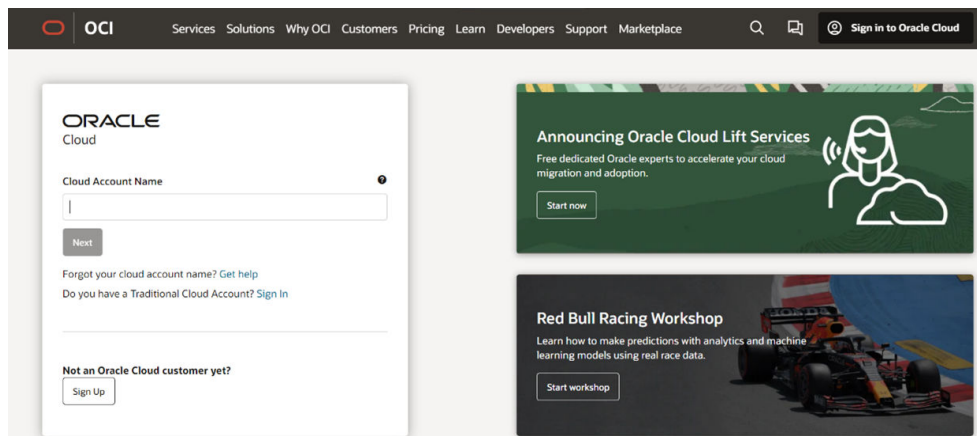 OCI
Services Solutions Why OCI Customers Pricing Learn Developers Support Marketplace
Sign in to Oracle Cloud
ORACLE
Cloud
Cloud Account Name
Next
Forgot your cloud account name? Get help
Do you have a Traditional Cloud Account? Sign In
Not an Oracle Cloud customer yet?
Sign Up
Announcing Oracle Cloud Lift Services
Free dedicated Oracle experts to accelerate your cloud
migration and adoption.
Start now
Red Bull Racing Workshop
Learn how to make predictions with analytics and machine
learning models using real race data.
Start workshop